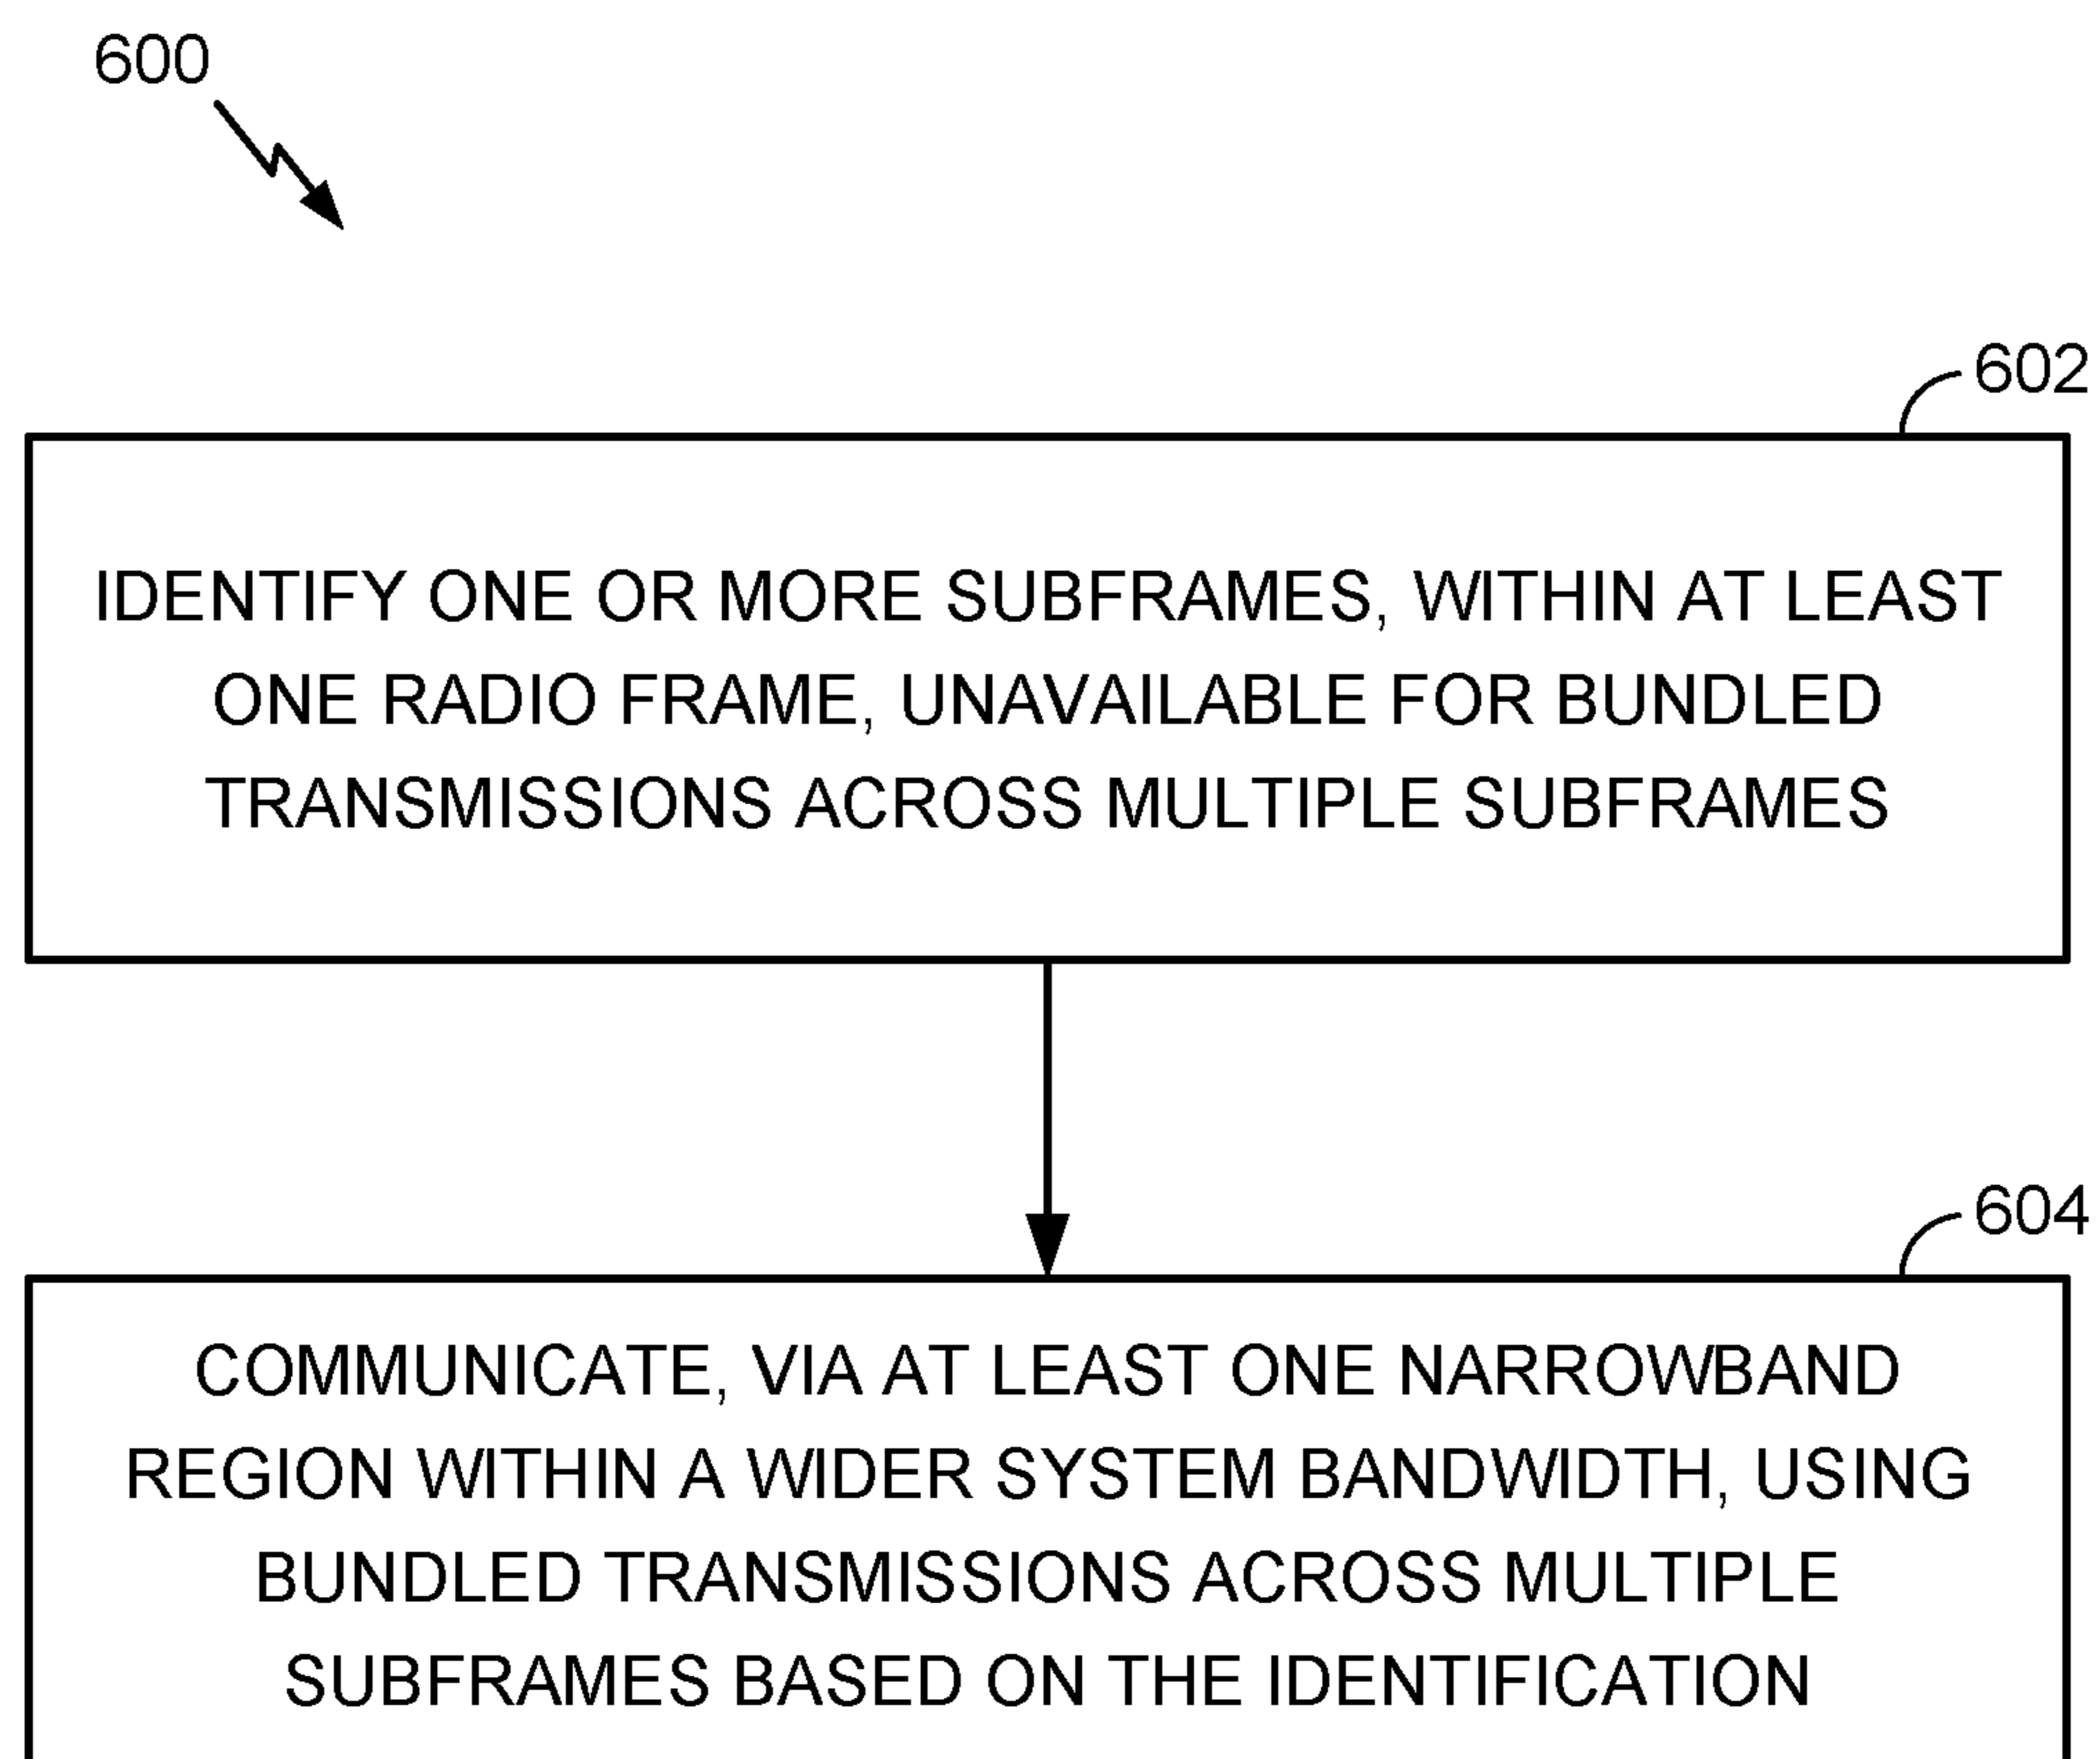 600
602
IDENTIFY ONE OR MORE SUBFRAMES, WITHIN AT LEAST
ONE RADIO FRAME, UNAVAILABLE FOR BUNDLED
TRANSMISSIONS ACROSS MULTIPLE SUBFRAMES
604
COMMUNICATE, VIA AT LEAST ONE NARROWBAND
REGION WITHIN A WIDER SYSTEM BANDWIDTH, USING
BUNDLED TRANSMISSIONS ACROSS MULTIPLE
SUBFRAMES BASED ON THE IDENTIFICATION